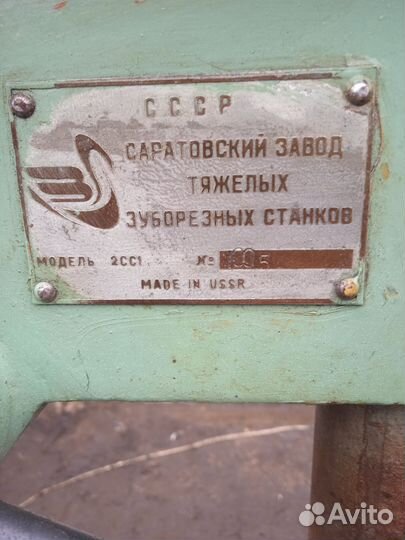 СССР
САРАТОВСКИЙ ЗАВОД
ТЯЖЕЛЫХ
ЗУБОРЕЗНЫХ СТАНКОВ
МОДЕЛЬ 2СС1 №
MADE IN USSR
Avito